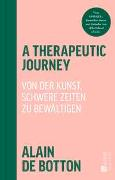 A THERAPEUTIC
JOURNEY
VON DER KUNST,
SCHWERE ZEITEN
ZU BEWÄLTIGEN
ALAIN
DE BOTTON